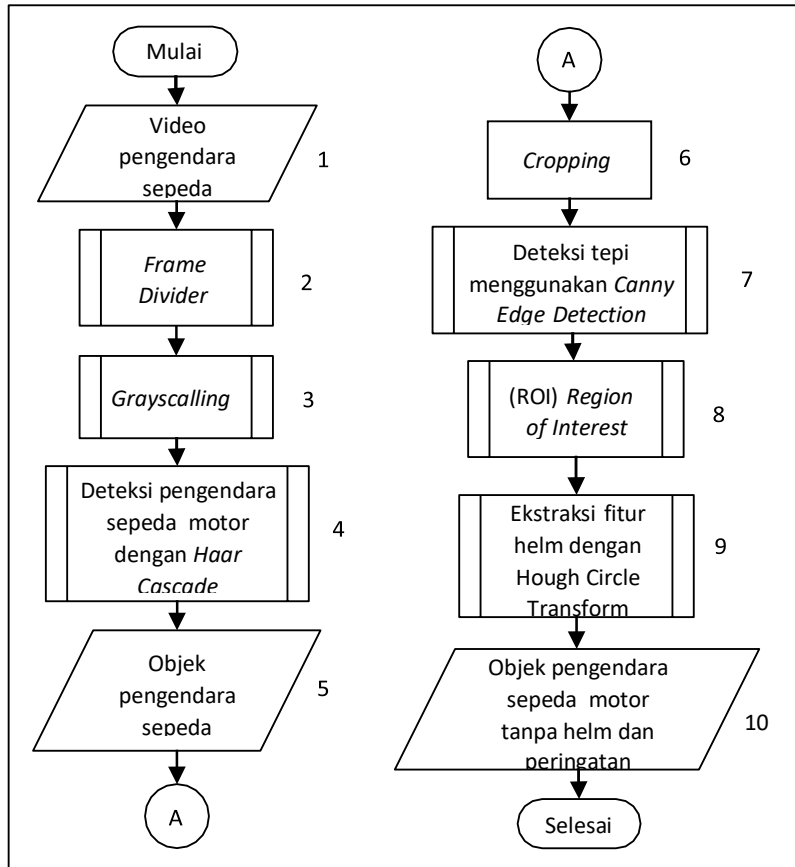 Mulai
Video
pengendara
sepeda
1
Frame
Divider
2
Grayscalling
3
Deteksi pengendara
sepeda motor
dengan Haar
Cascade
4
Objek
pengendara
sepeda
5
A
A
Cropping
6
Deteksi tepi
menggunakan Canny
Edge Detection
7
(ROI) Region
of Interest
8
Ekstraksi fitur
helm dengan
Hough Circle
Transform
9
Objek pengendara
sepeda motor
tanpa helm dan
peringatan
10
Selesai